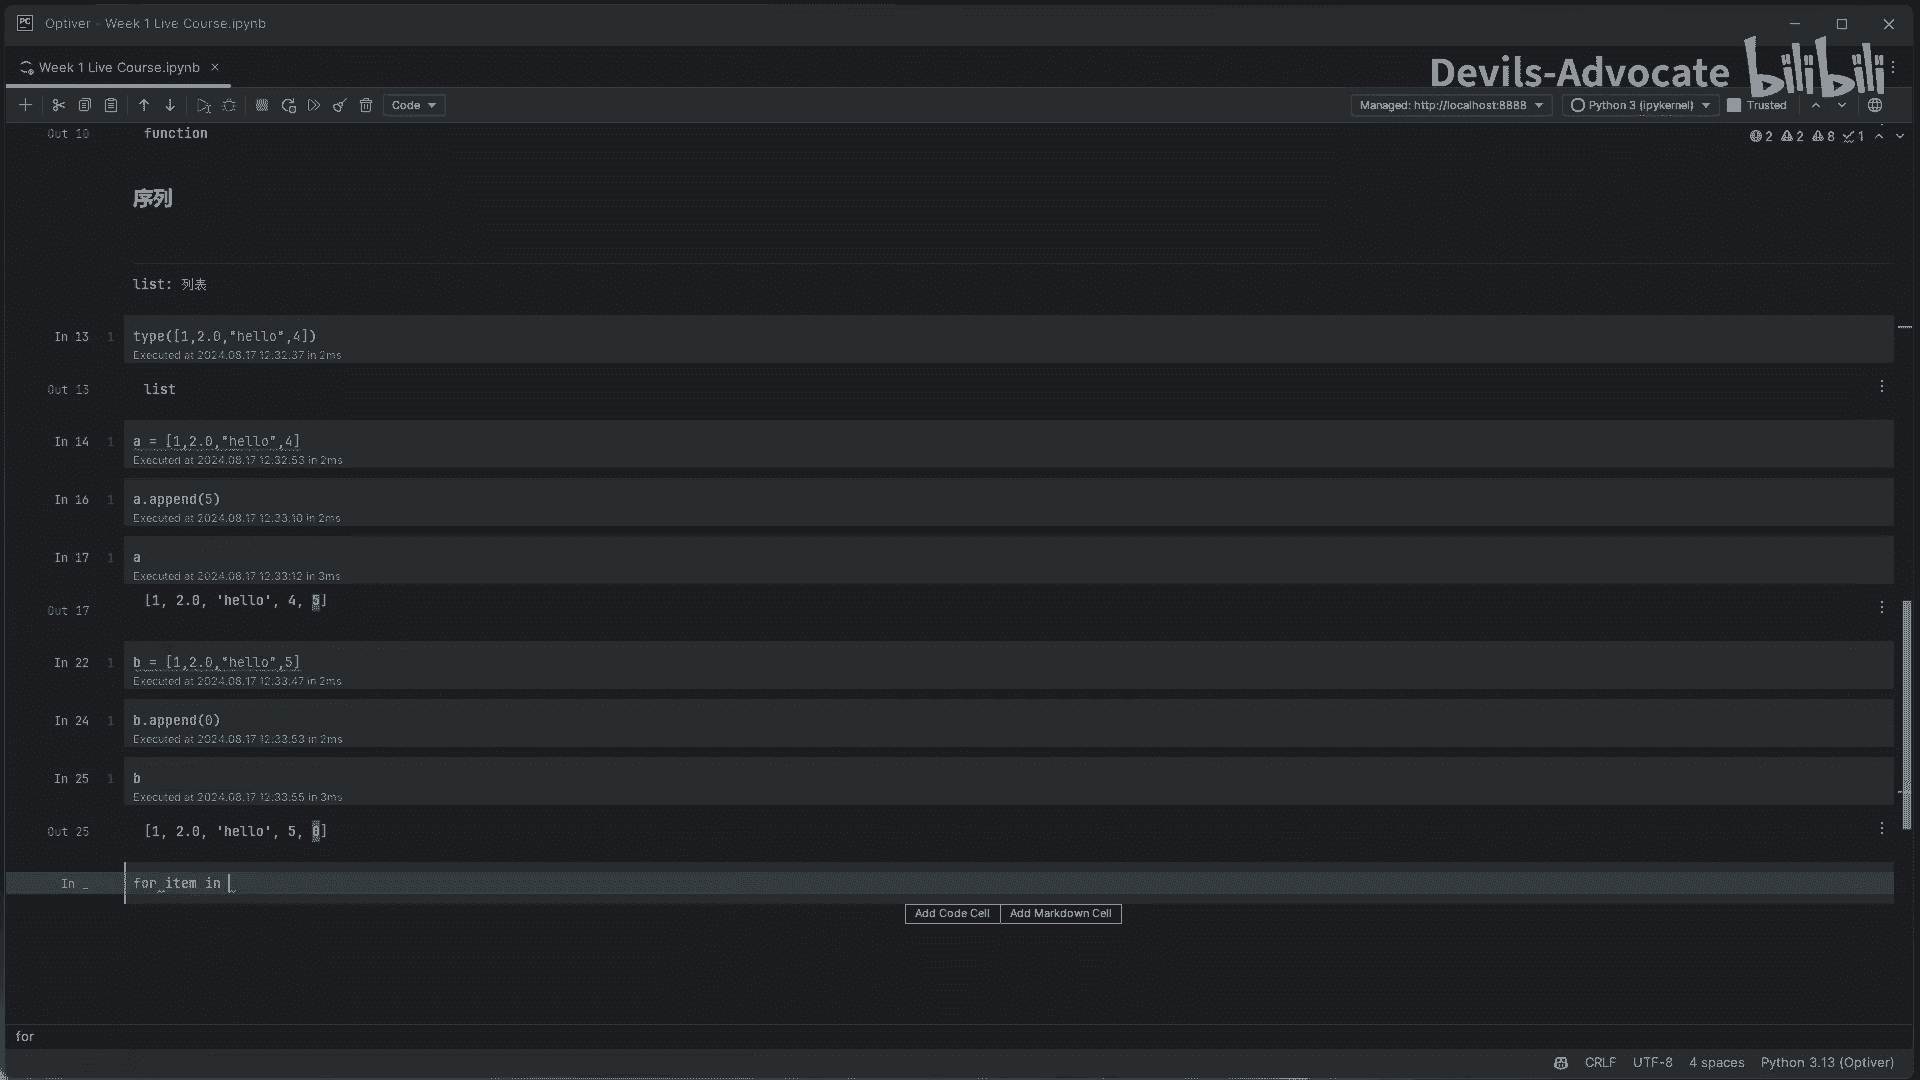 Optiver - Week 1 Live Course.ipynb
Week 1 Live Course.ipynb
Devils-Advocate bilibili
Code
Managed: http://localhost:8888
Python 3 (ipykernel)
Trusted
Out 10 function
2 2 8 1
序列
list: 列表
In 13 1 type([1,2.0,"hello",4])
Executed at 2024.08.17 12:32:37 in 2ms
Out 13 list
In 14 1 a = [1,2.0,"hello",4]
Executed at 2024.08.17 12:32:53 in 2ms
In 16 1 a.append(5)
Executed at 2024.08.17 12:33:10 in 2ms
In 17 1 a
Executed at 2024.08.17 12:33:12 in 3ms
[1, 2.0, 'hello', 4, 5]
Out 17
In 22 1 b = [1,2.0,"hello",5]
Executed at 2024.08.17 12:33:47 in 2ms
In 24 1 b.append(0)
Executed at 2024.08.17 12:33:53 in 2ms
In 25 1 b
Executed at 2024.08.17 12:33:55 in 3ms
Out 25 [1, 2.0, 'hello', 5, 0]
In _ for item in
Add Code Cell Add Markdown Cell
for
CRLF UTF-8 4 spaces Python 3.13 (Optiver)